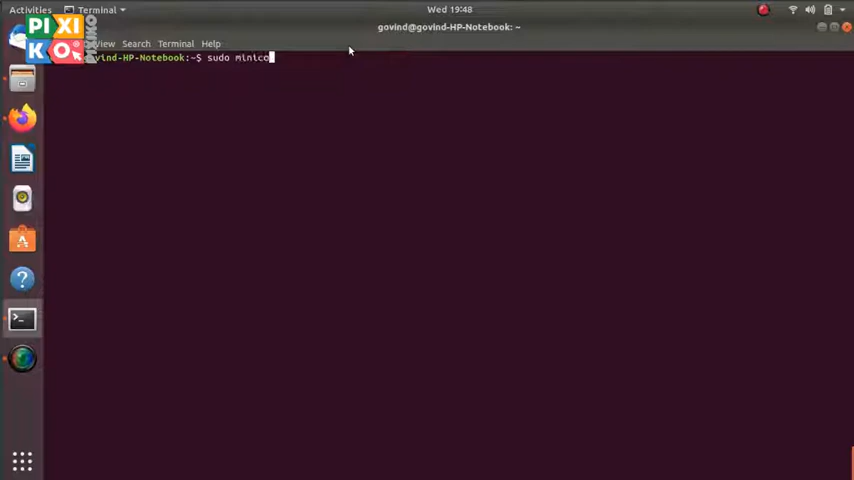 Activities Terminal Wed 19:48
govind@govind-HP-Notebook: ~
PIXI
KO
PIXIKO
View Search Terminal Help
vind-HP-Notebook:~$ sudo minico